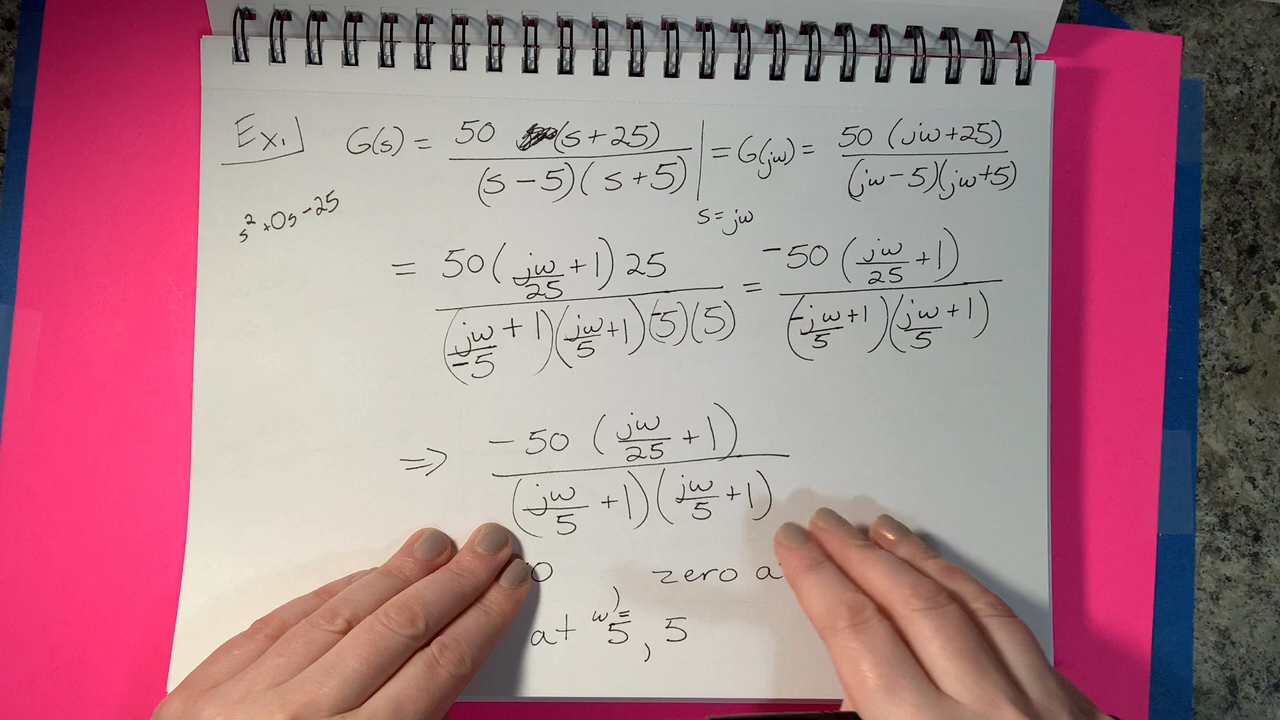 Ex.] G(s) = 50 (s+25) / (s-5)(s+5) | s=jω = G(jω) = 50 (jω+25) / (jω-5)(jω+5)
s²+0s-25
= 50 (jω/25 + 1) 25 / (jω/-5 + 1)(jω/5 + 1)(-5)(5) = -50 (jω/25 + 1) / (-jω/5 + 1)(jω/5 + 1)
⇒ -50 (jω/25 + 1) / (jω/5 + 1)(jω/5 + 1)
zero
at ω = 5, 5